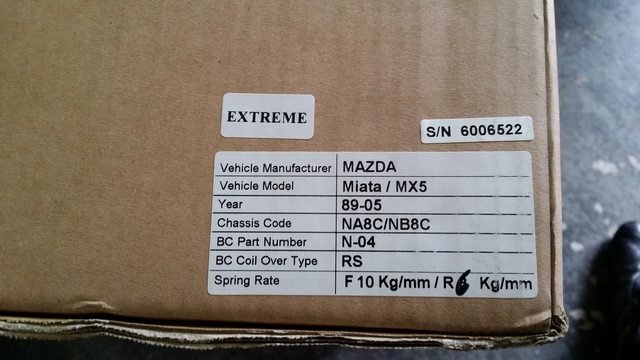 EXTREME
S/N 6006522
Vehicle Manufacturer MAZDA
Vehicle Model Miata / MX5
Year 89-05
Chassis Code NA8C/NB8C
BC Part Number N-04
BC Coil Over Type RS
Spring Rate F 10 Kg/mm / R 6 Kg/mm